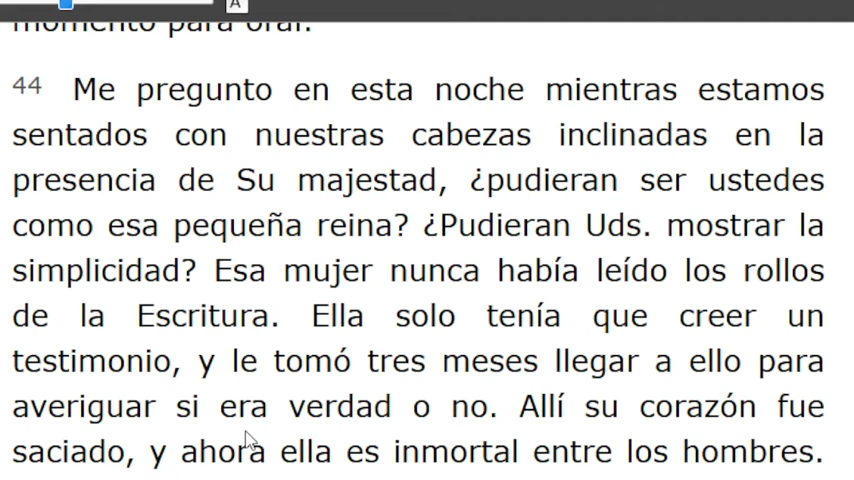 A
momento para orar.
44 Me pregunto en esta noche mientras estamos
sentados con nuestras cabezas inclinadas en la
presencia de Su majestad, ¿pudieran ser ustedes
como esa pequeña reina? ¿Pudieran Uds. mostrar la
simplicidad? Esa mujer nunca había leído los rollos
de la Escritura. Ella solo tenía que creer un
testimonio, y le tomó tres meses llegar a ello para
averiguar si era verdad o no. Allí su corazón fue
saciado, y ahora ella es inmortal entre los hombres.